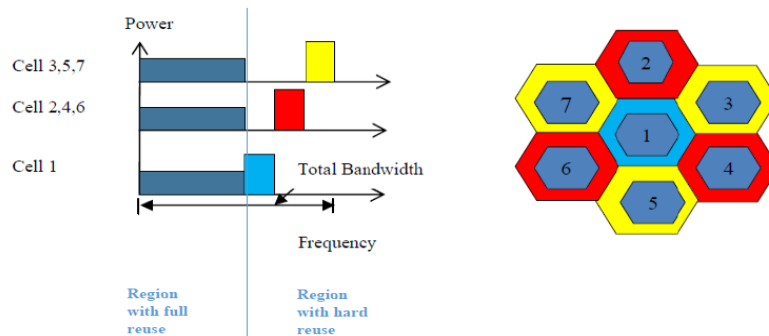 Power
Cell 3,5,7
Cell 2,4,6
Cell 1
Total Bandwidth
Frequency
Region
with full
reuse
Region
with hard
reuse
2
7
3
1
6
4
5